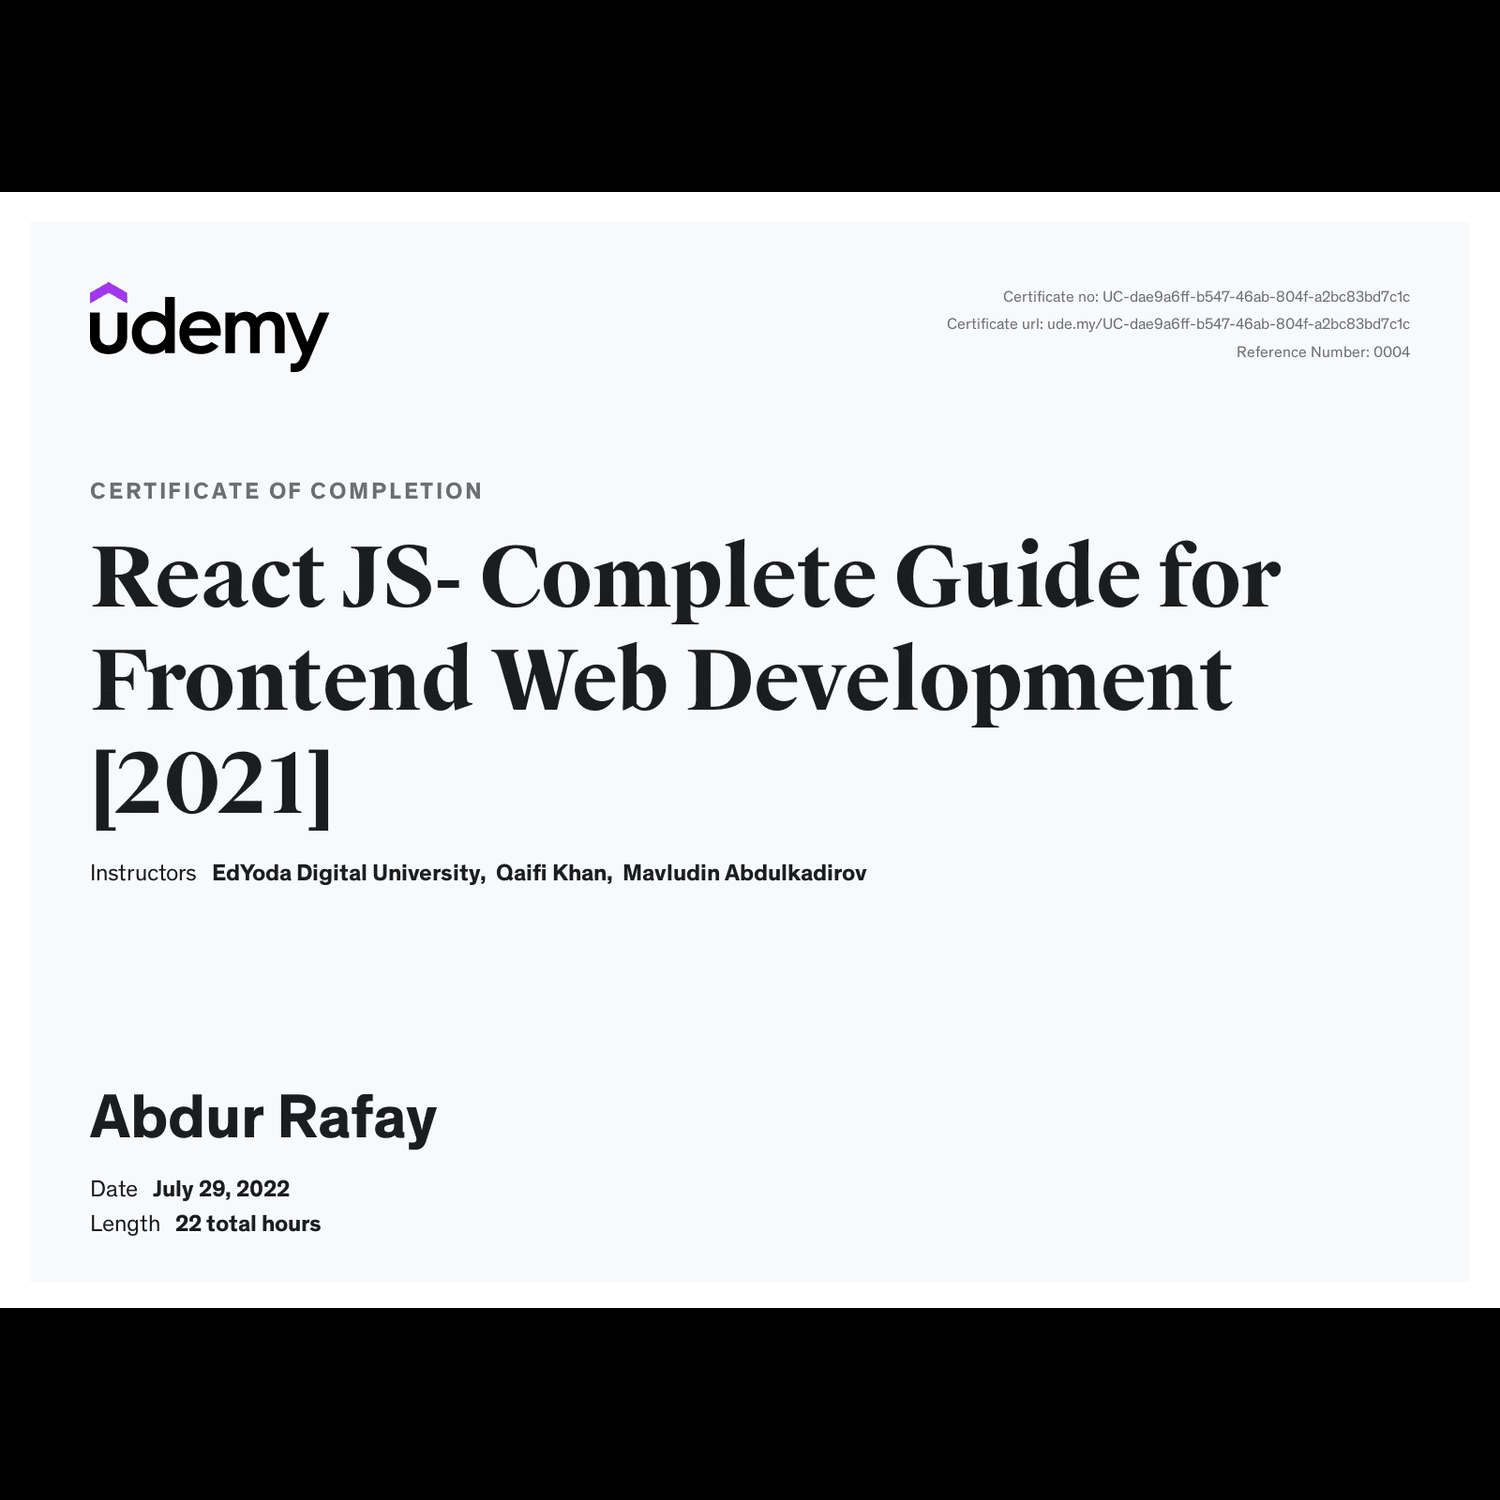 udemy
Certificate no: UC-dae9a6ff-b547-46ab-804f-a2bc83bd7c1c
Certificate url: ude.my/UC-dae9a6ff-b547-46ab-804f-a2bc83bd7c1c
Reference Number: 0004
CERTIFICATE OF COMPLETION
React JS- Complete Guide for
Frontend Web Development
[2021]
Instructors EdYoda Digital University, Qaifi Khan, Mavludin Abdulkadirov
Abdur Rafay
Date July 29, 2022
Length 22 total hours